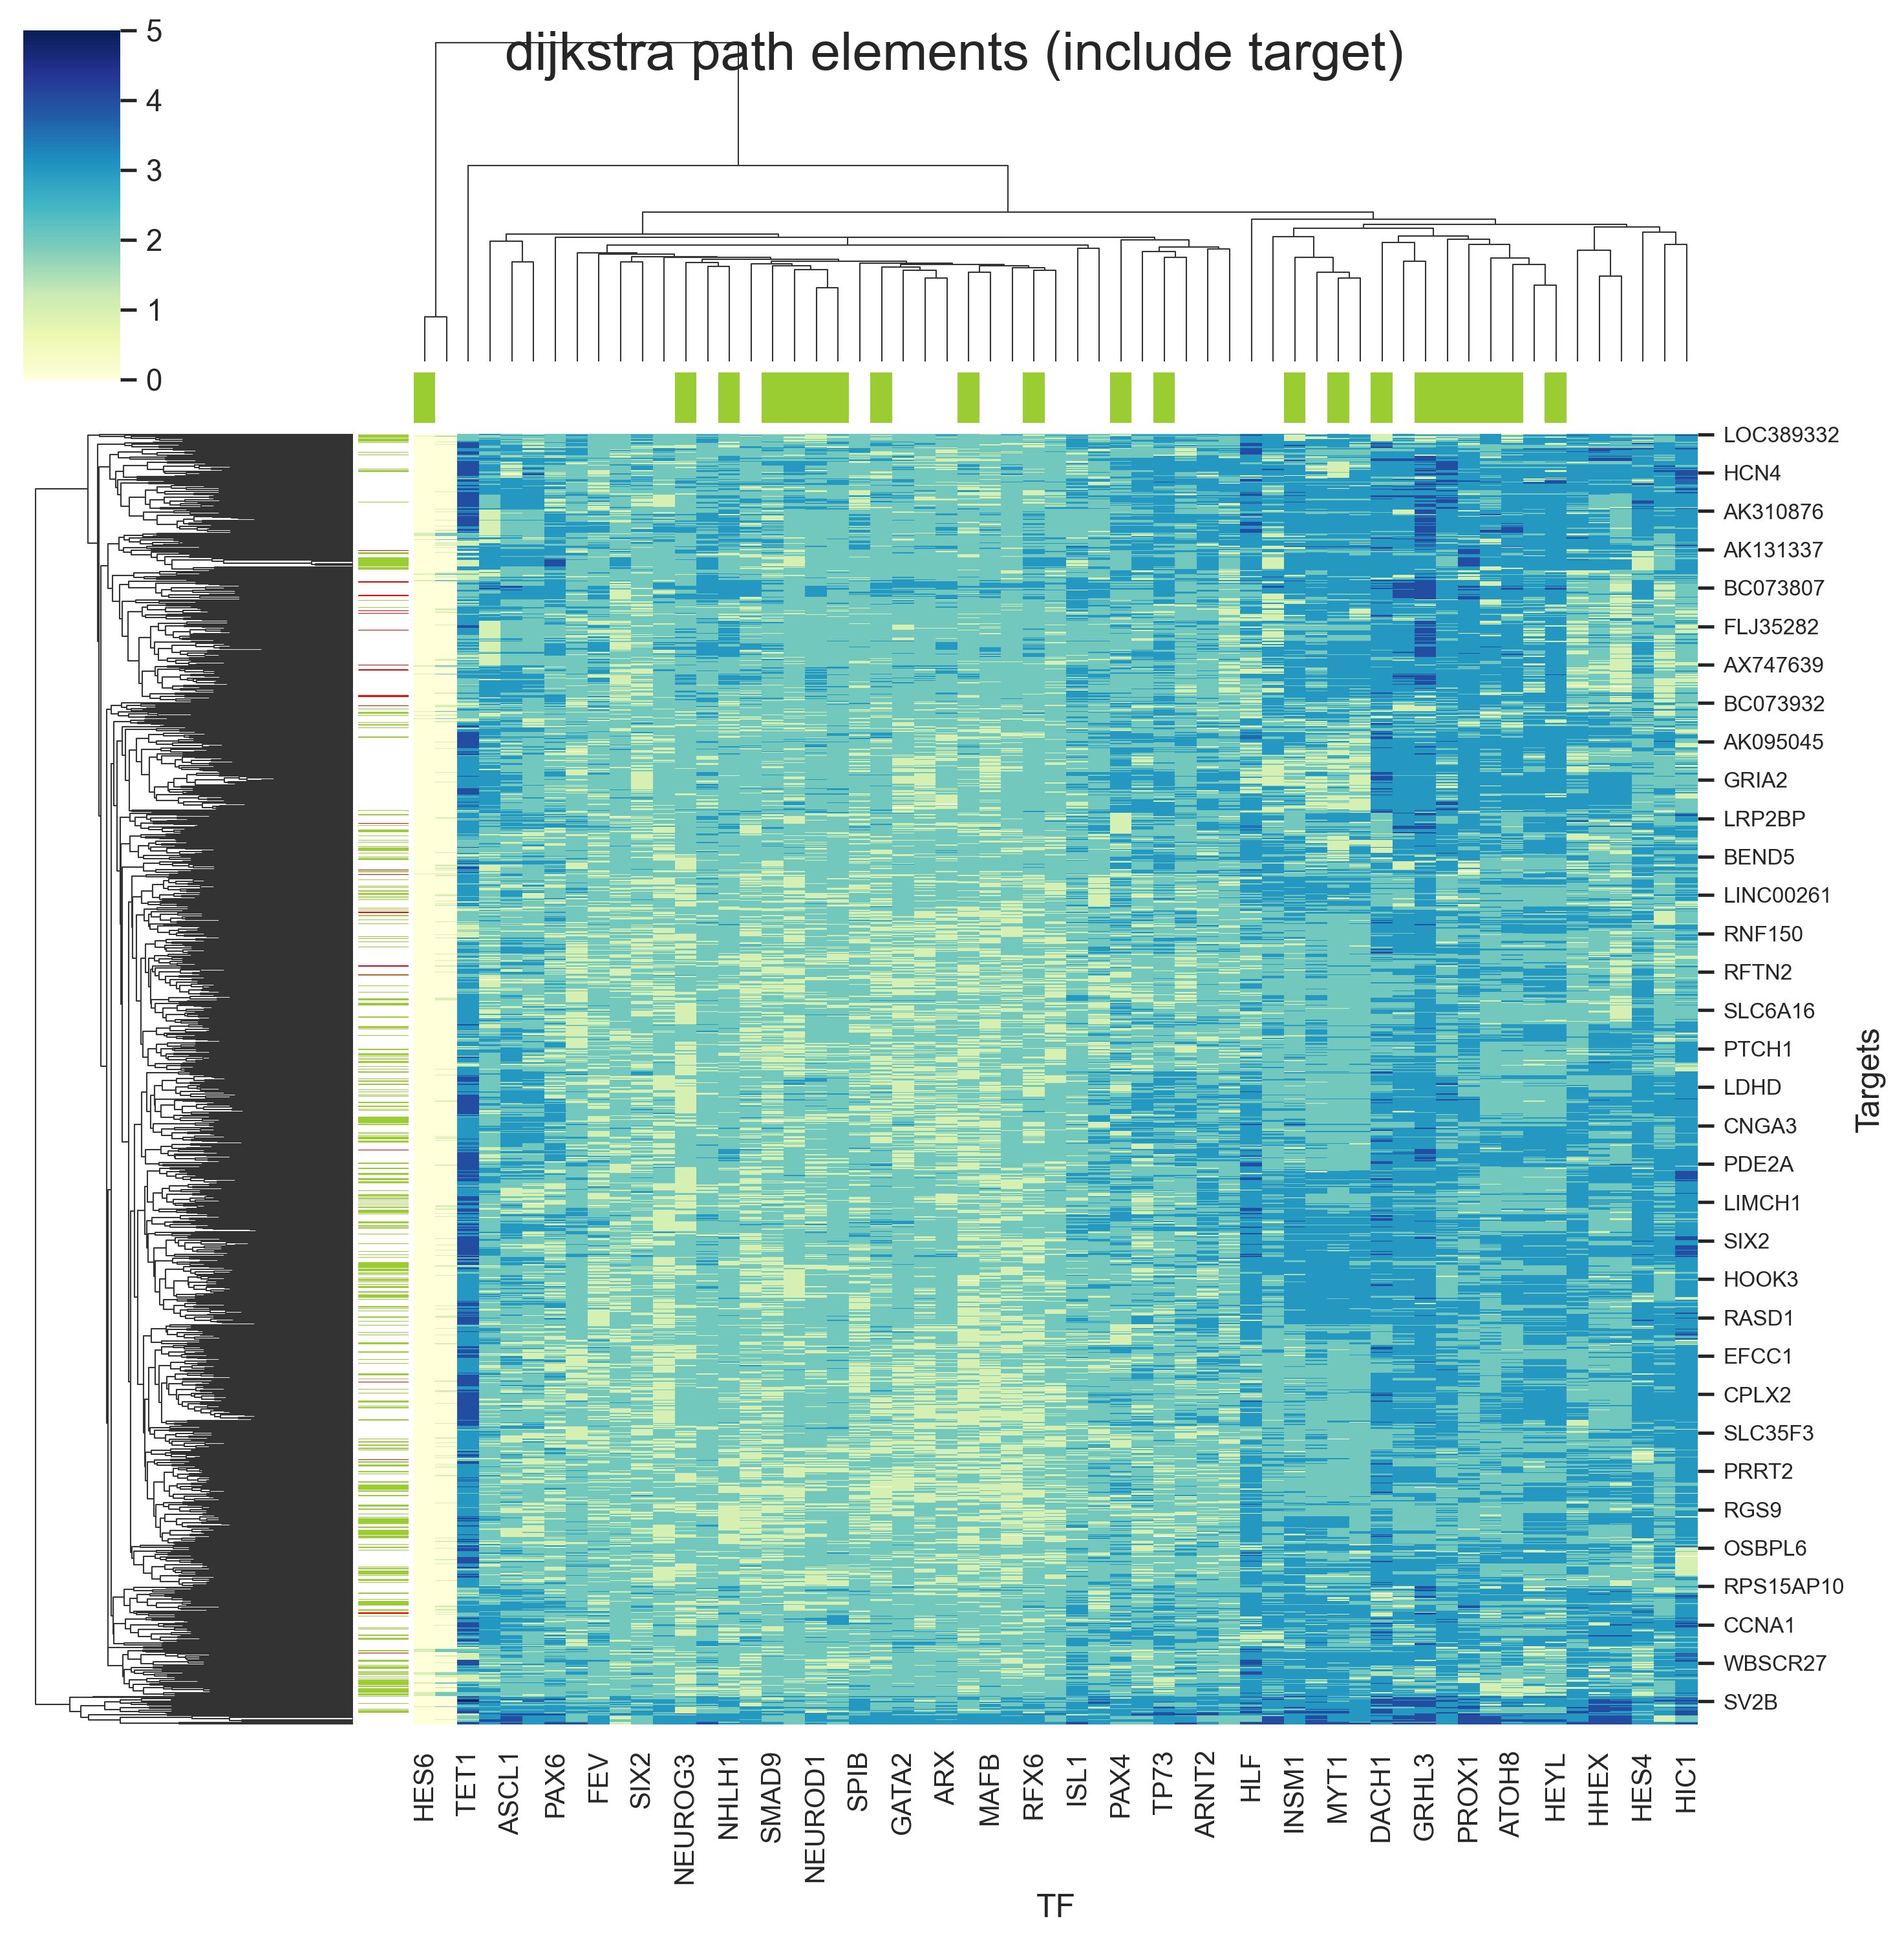 dijkstra path elements (include target)
5
4
3
2
1
0
LOC389332
HCN4
AK310876
AK131337
BC073807
FLJ35282
AX747639
BC073932
AK095045
GRIA2
LRP2BP
BEND5
LINC00261
RNF150
RFTN2
SLC6A16
PTCH1
LDHD
CNGA3
PDE2A
LIMCH1
SIX2
HOOK3
RASD1
EFCC1
CPLX2
SLC35F3
PRRT2
RGS9
OSBPL6
RPS15AP10
CCNA1
WBSCR27
SV2B
Targets
HES6
TET1
ASCL1
PAX6
FEV
SIX2
NEUROG3
NHLH1
SMAD9
NEUROD1
SPIB
GATA2
ARX
MAFB
RFX6
ISL1
PAX4
TP73
ARNT2
HLF
INSM1
MYT1
DACH1
GRHL3
PROX1
ATOH8
HEYL
HHEX
HES4
HIC1
TF